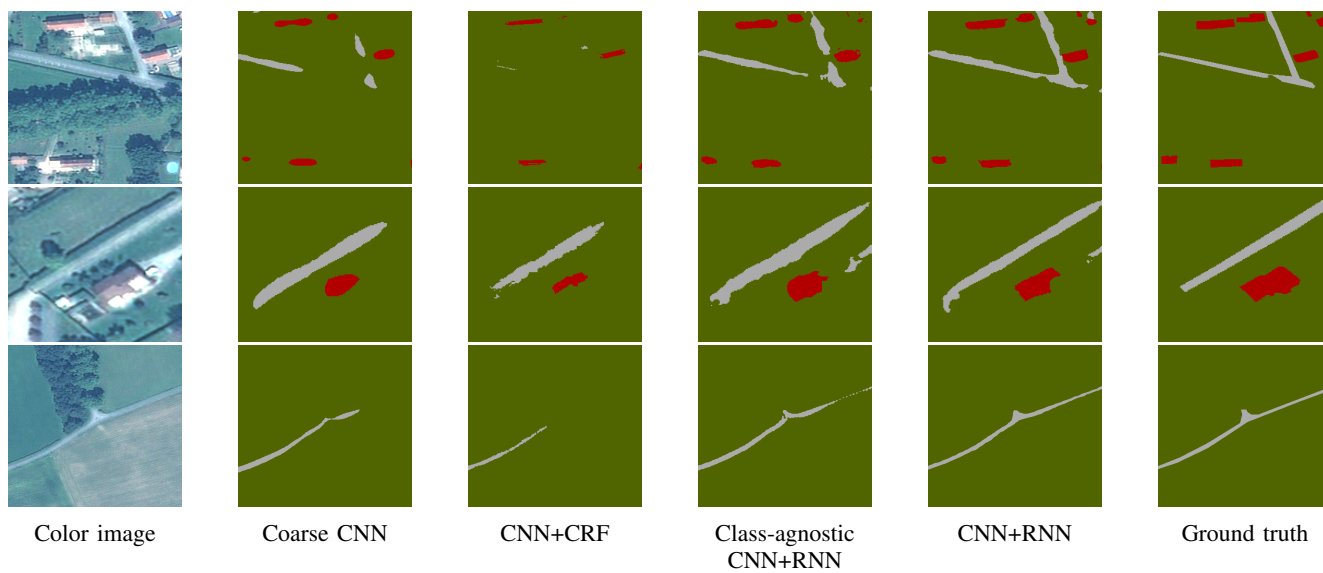 Color image
Coarse CNN
CNN+CRF
Class-agnostic
CNN+RNN
CNN+RNN
Ground truth